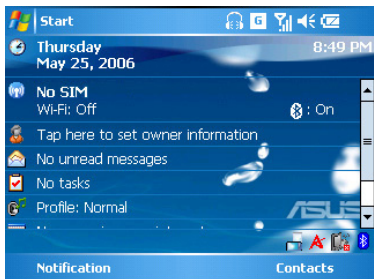 Start
G
Thursday 8:49 PM
May 25, 2006
No SIM
Wi-Fi: Off : On
Tap here to set owner information
No unread messages
No tasks
Profile: Normal
ASUS
Notification Contacts